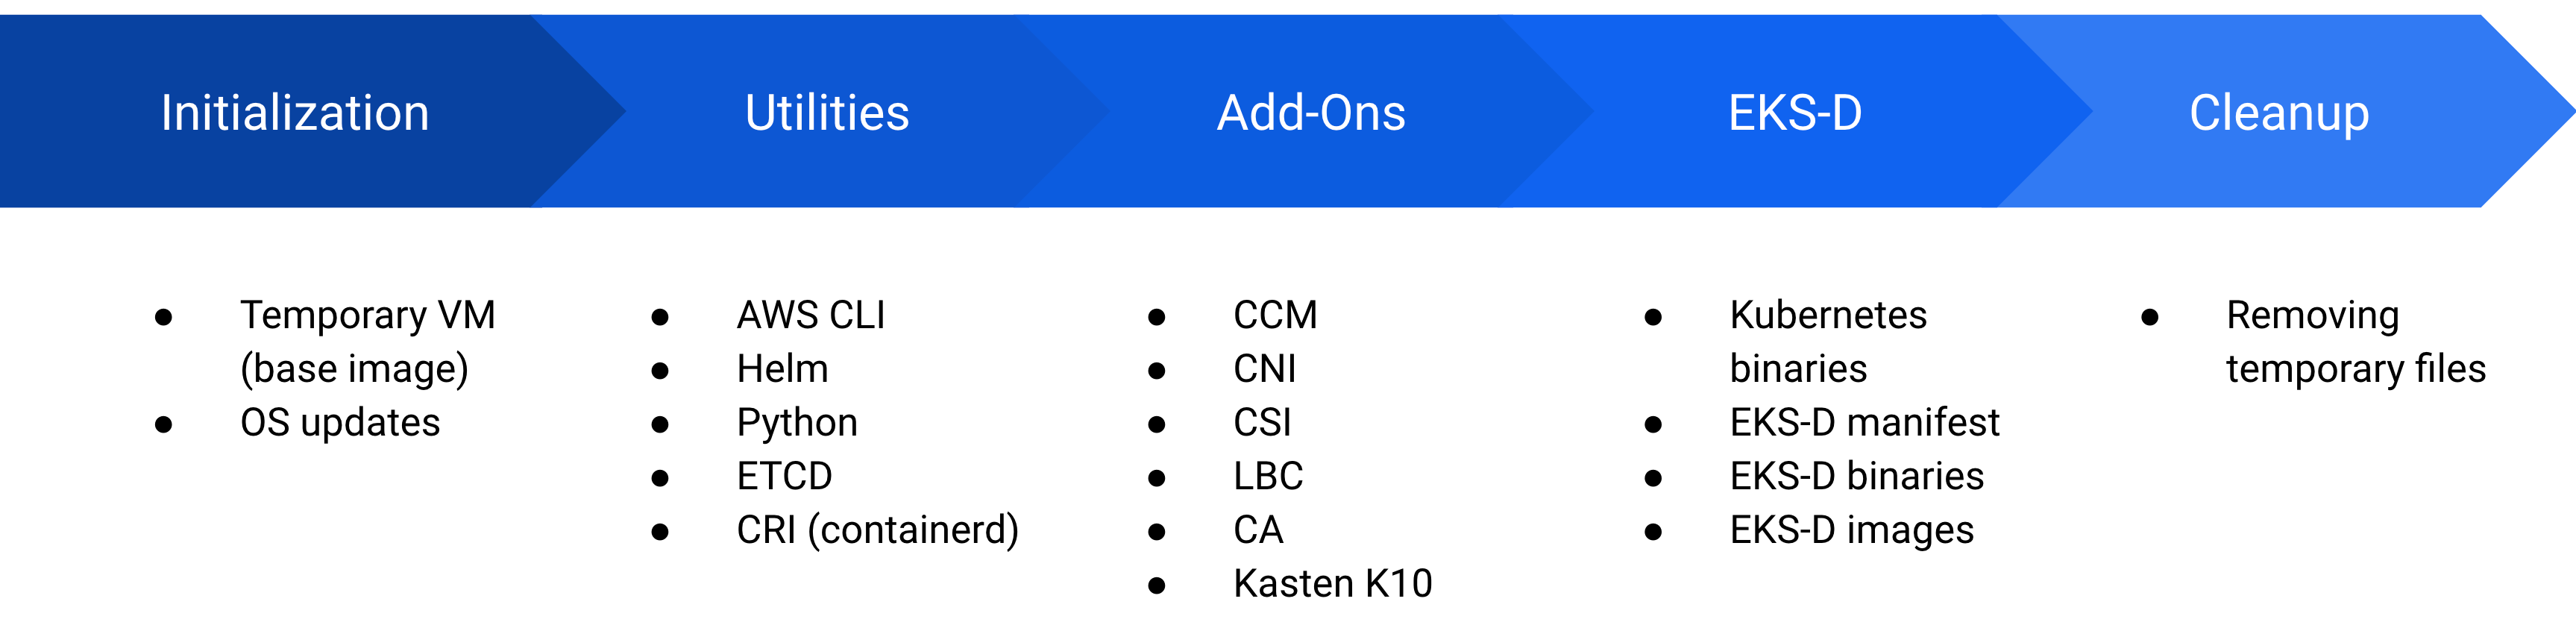 Initialization
Utilities
Add-Ons
EKS-D
Cleanup
● Temporary VM
(base image)
● OS updates
● AWS CLI
● Helm
● Python
● ETCD
● CRI (containerd)
● CCM
● CNI
● CSI
● LBC
● CA
● Kasten K10
● Kubernetes
binaries
● EKS-D manifest
● EKS-D binaries
● EKS-D images
● Removing
temporary files